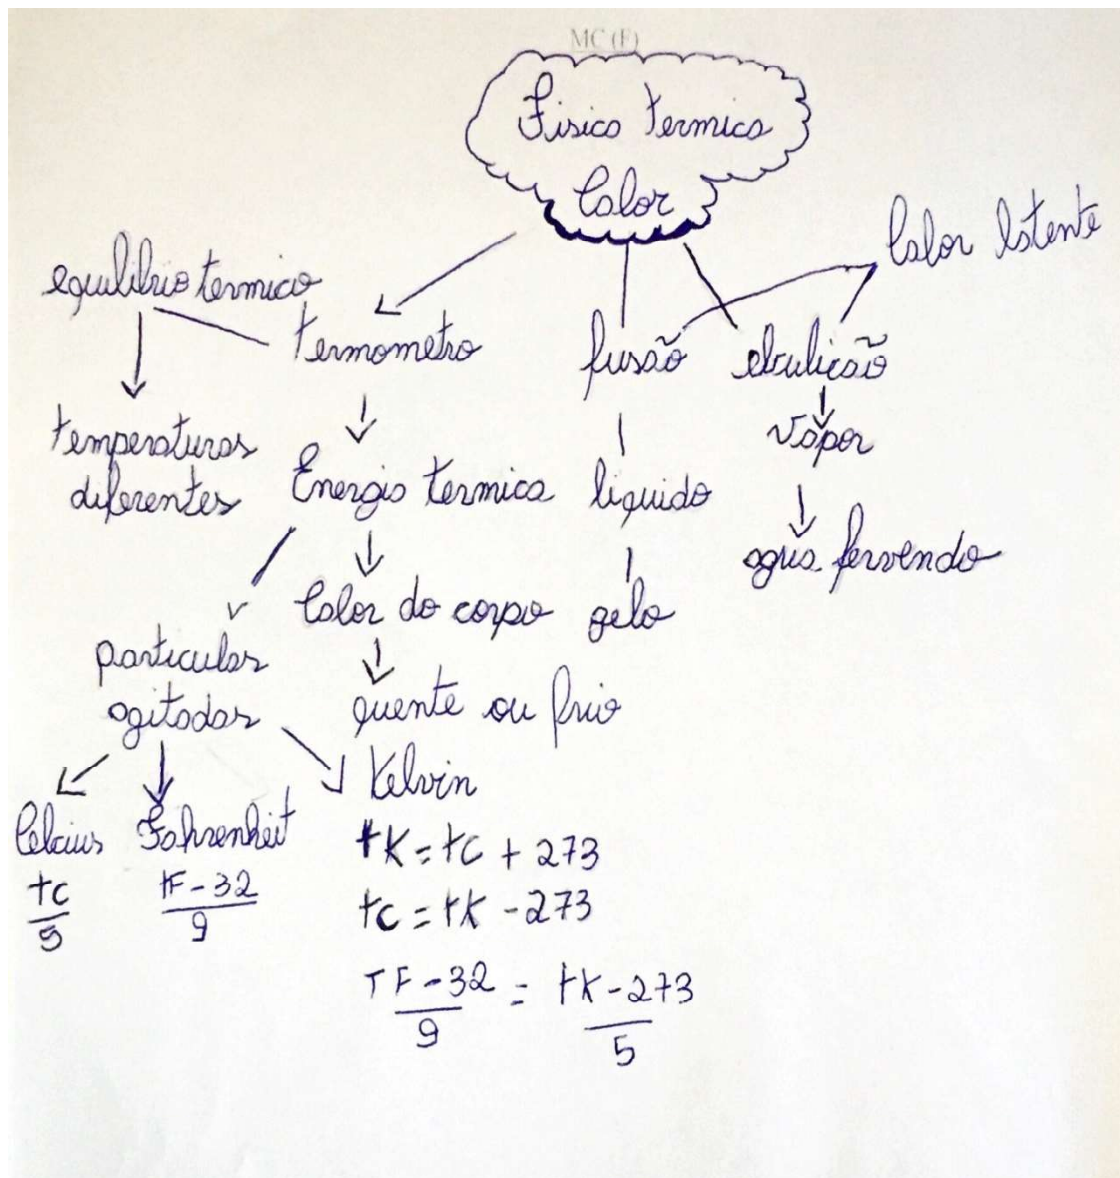 MC (F)
Fisica termica
Calor
Calor latente
equilibrio termico
termometro
fusão
ebulição
temperaturas
diferentes
Energia termica
liquido
vapor
agua fervendo
Calor do corpo
gelo
particulas
agitadas
quente ou frio
Celcius
Fahrenheit
Kelvin
tc/5
tF - 32/9
tK = tc + 273
tc = tK - 273
TF - 32/9 = tK - 273/5